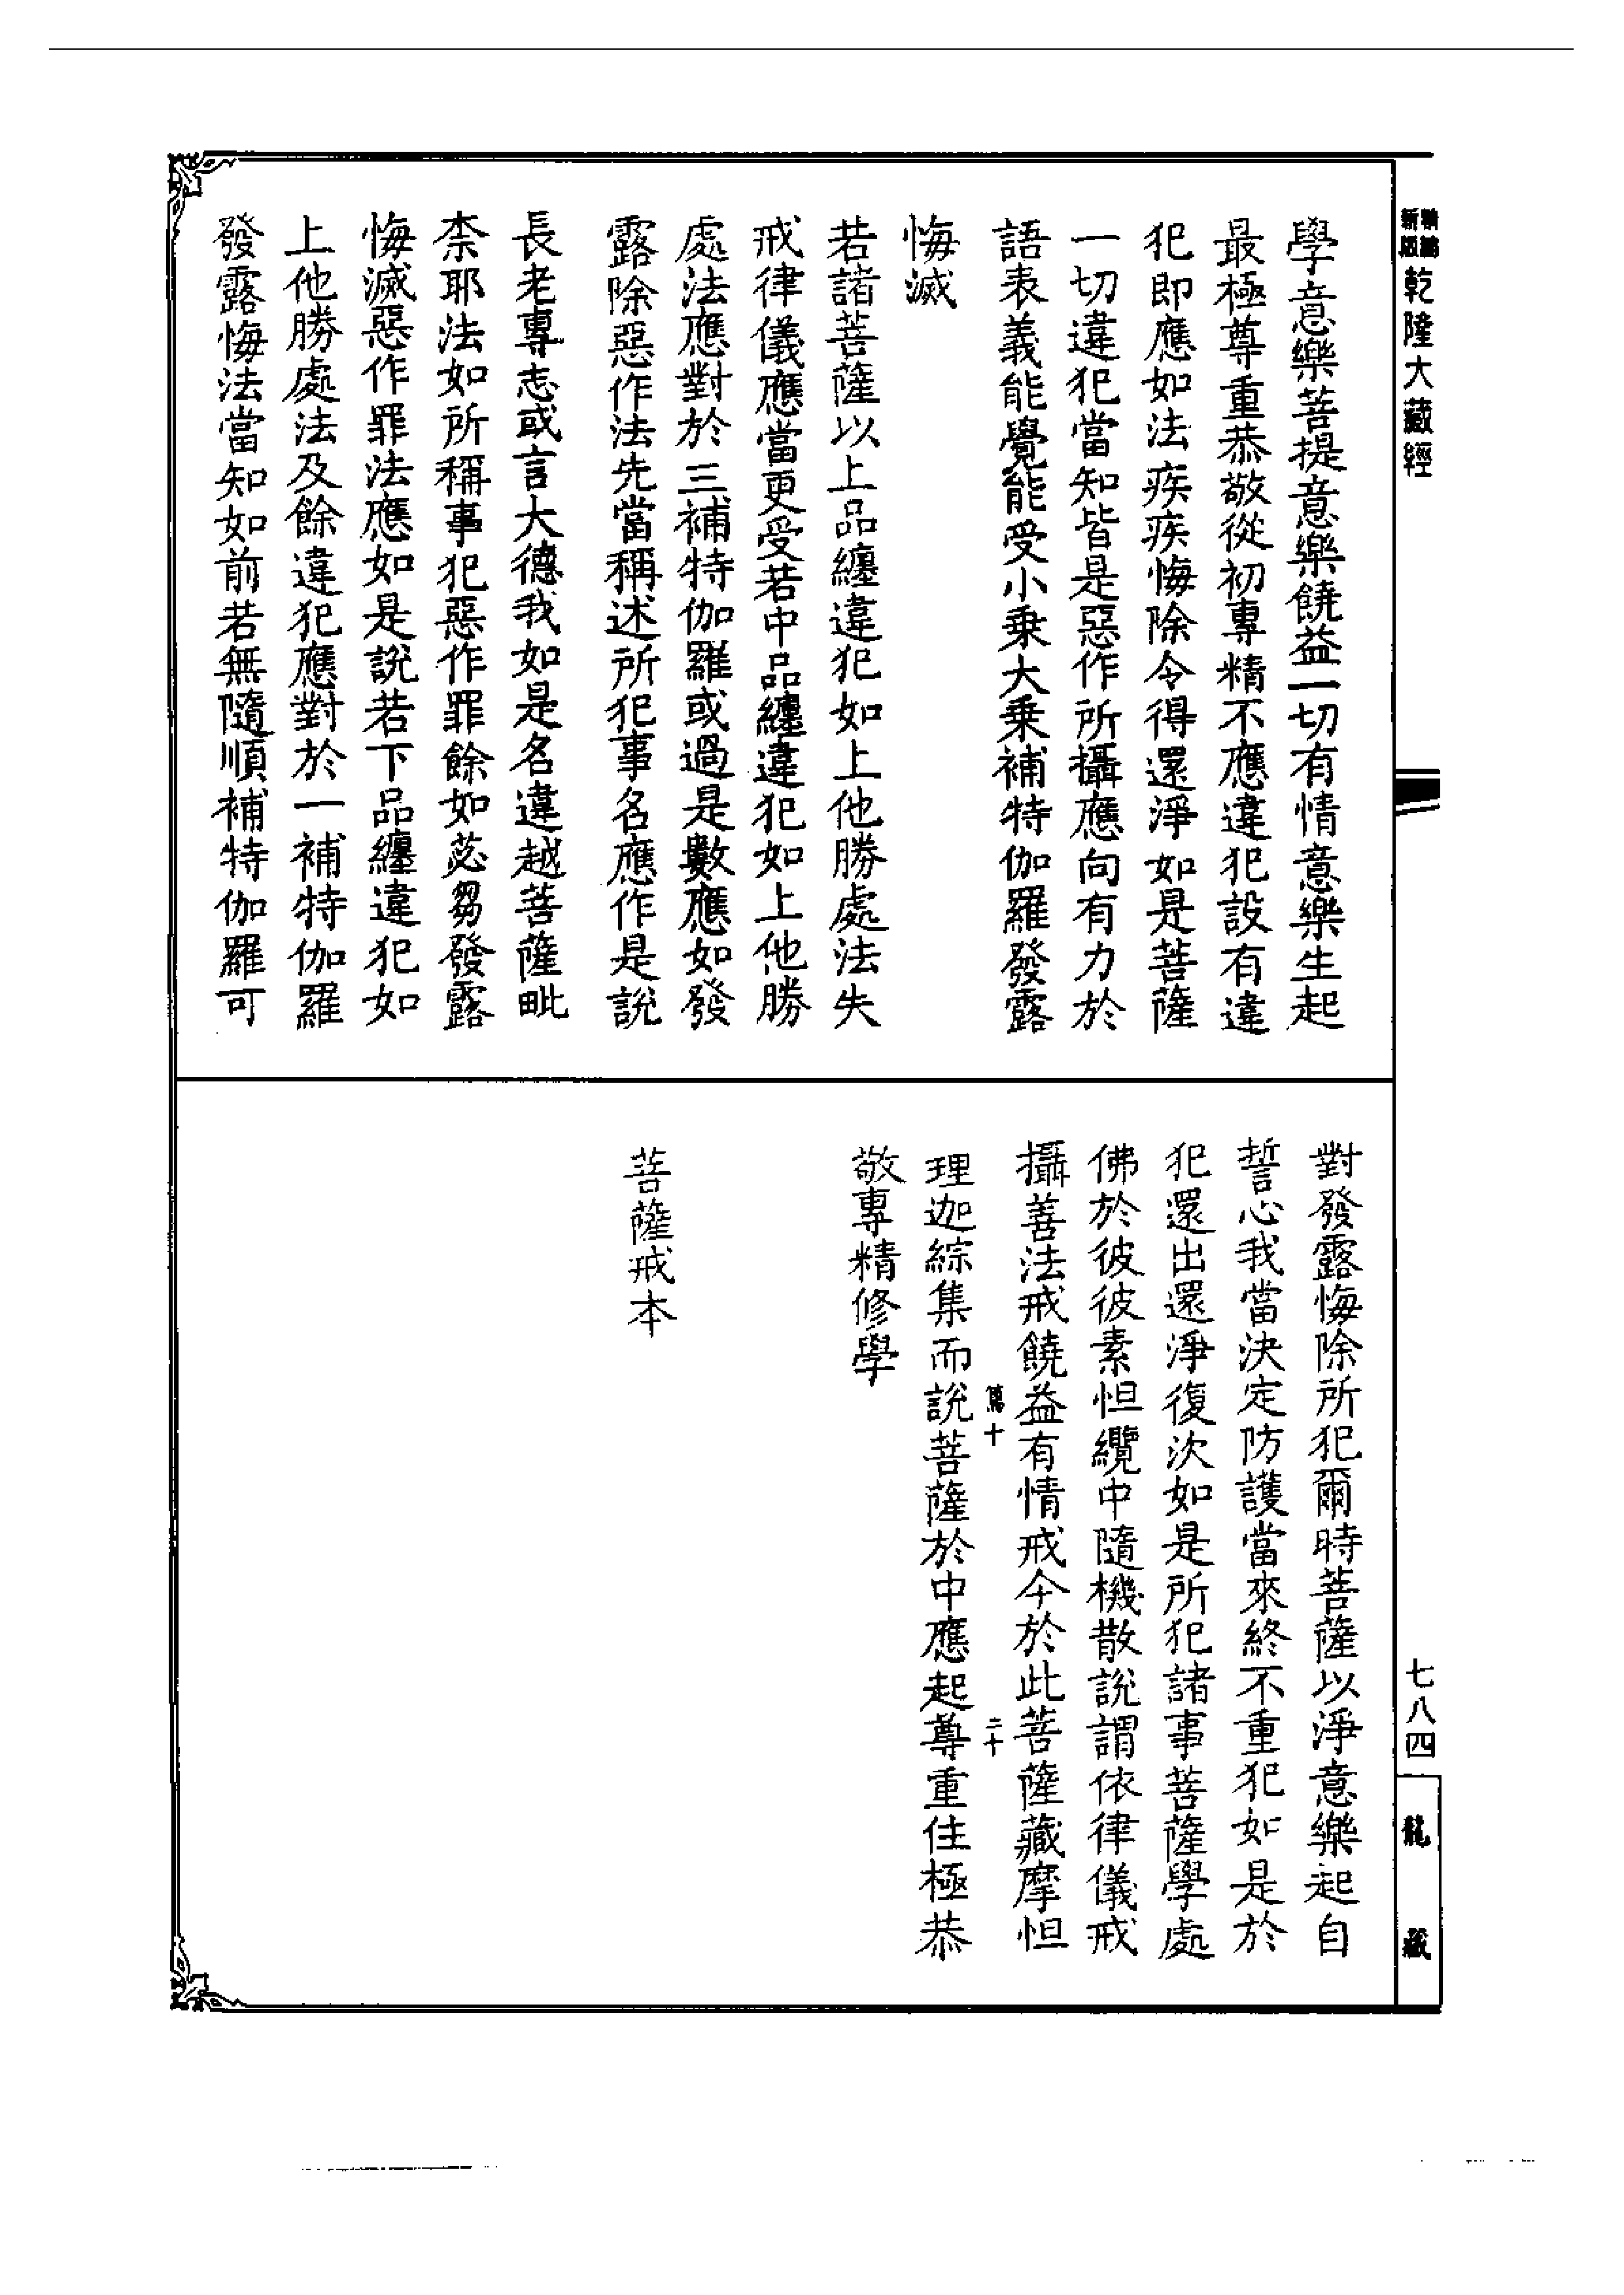 新編
新版
乾隆大藏經
學意樂菩提意樂饒益一切有情意樂生起
最極尊重恭敬從初專精不應違犯設有違
犯即應如法疾疾悔除令得還淨如是菩薩
一切違犯當知皆是惡作所攝應向有力於
語表義能覺能受小乘大乘補特伽羅發露
悔滅
若諸菩薩以上品纏違犯如上他勝處法失
戒律儀應當更受若中品纏違犯如上他勝
處法應對於三補特伽羅或過是數應如發
露除惡作法先當稱述所犯事名應作是說
長老專志或言大德我如是名違越菩薩毗
柰耶法如所稱事犯惡作罪餘如苾芻發露
悔滅惡作罪法應如是說若下品纏違犯如
上他勝處法及餘違犯應對於一補特伽羅
發露悔法當知如前若無隨順補特伽羅可
對發露悔除所犯爾時菩薩以淨意樂起自
誓心我當決定防護當來終不重犯如是於
犯還出還淨復次如是所犯諸事菩薩學處
佛於彼彼素怛纜中隨機散說謂依律儀戒
攝善法戒饒益有情戒今於此菩薩藏摩怛
十
二十
理迦綜集而說菩薩於中應起尊重住極恭
敬專精修學
菩薩戒本
七八四
龍藏